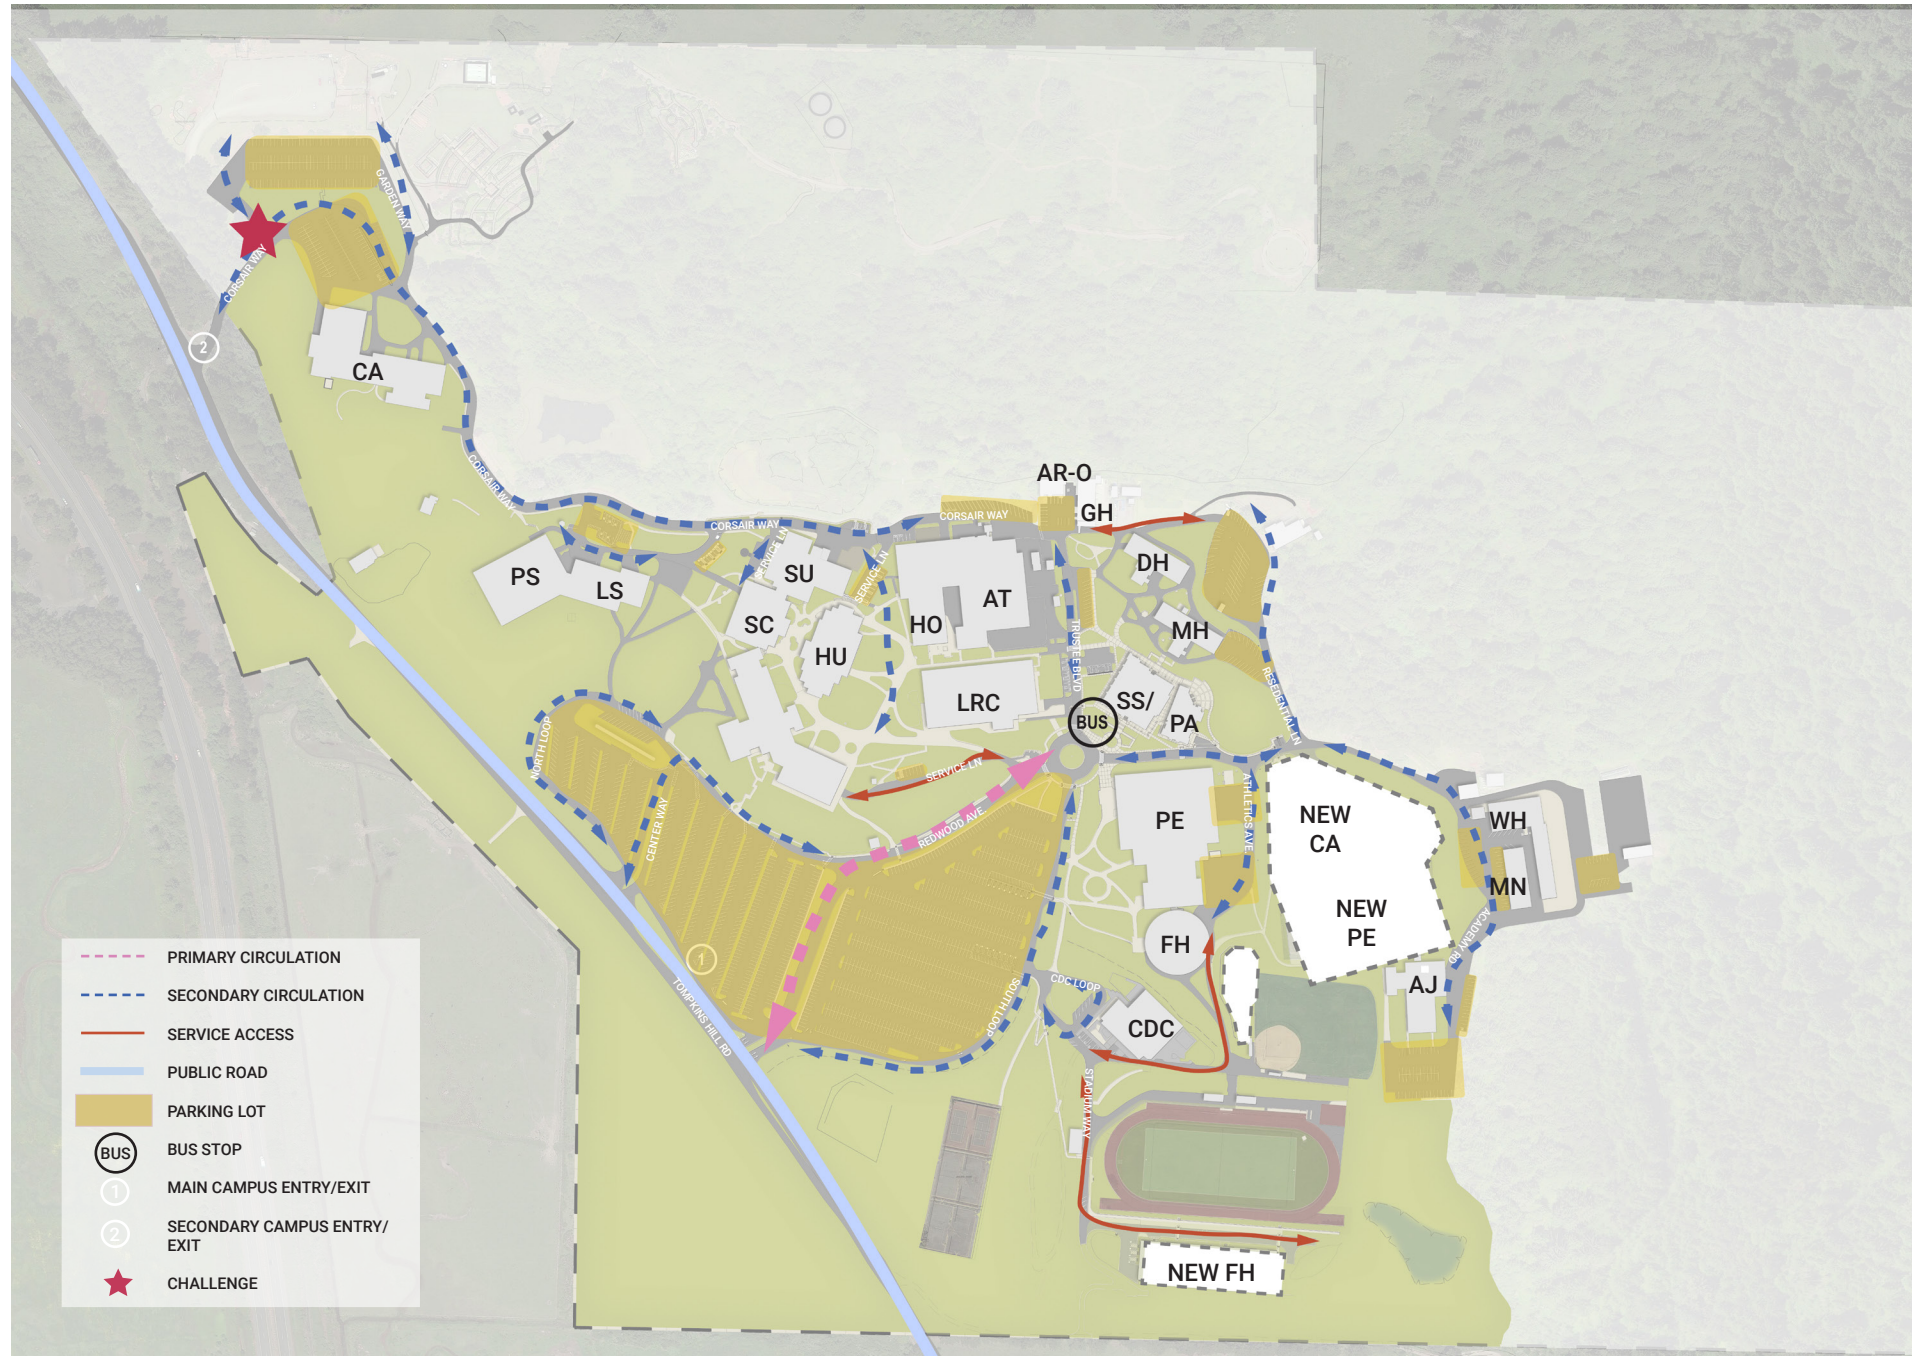 GARDEN WAY
CORSAIR WAY
2
CA
CORSAIR WAY
AR-O
GH
CORSAIR WAY
CORSAIR WAY
SERVICE LN
SERVICE LN
PS
LS
SU
SC
HU
HO
AT
DH
MH
LRC
TRUSTEE BLVD
SS/
PA
BUS
RESEDENTIAL LN
NORTH LOOP
CENTER WAY
SERVICE LN
REDWOOD AVE
PE
ATHLETICS AVE
NEW
CA
NEW
PE
WH
MN
ACADEMY RD
FH
AJ
1
TOMPKINS HILL RD
SOUTH LOOP
CDC LOOP
CDC
STADIUM WAY
NEW FH
PRIMARY CIRCULATION
SECONDARY CIRCULATION
SERVICE ACCESS
PUBLIC ROAD
PARKING LOT
BUS
BUS STOP
1
MAIN CAMPUS ENTRY/EXIT
2
SECONDARY CAMPUS ENTRY/
EXIT
CHALLENGE